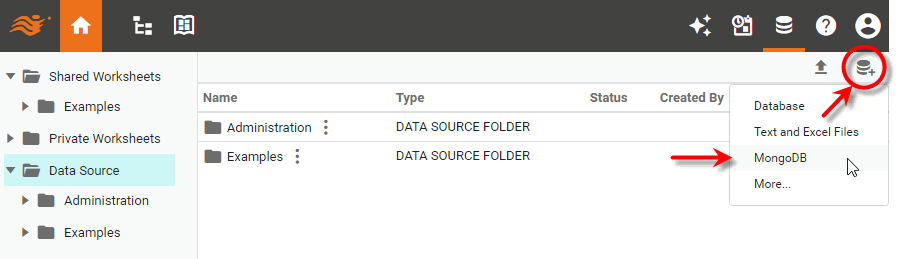 Shared Worksheets
Examples
Private Worksheets
Data Source
Administration
Examples
Name Type Status Created By
Administration DATA SOURCE FOLDER
Examples DATA SOURCE FOLDER
Database
Text and Excel Files
MongoDB
More...